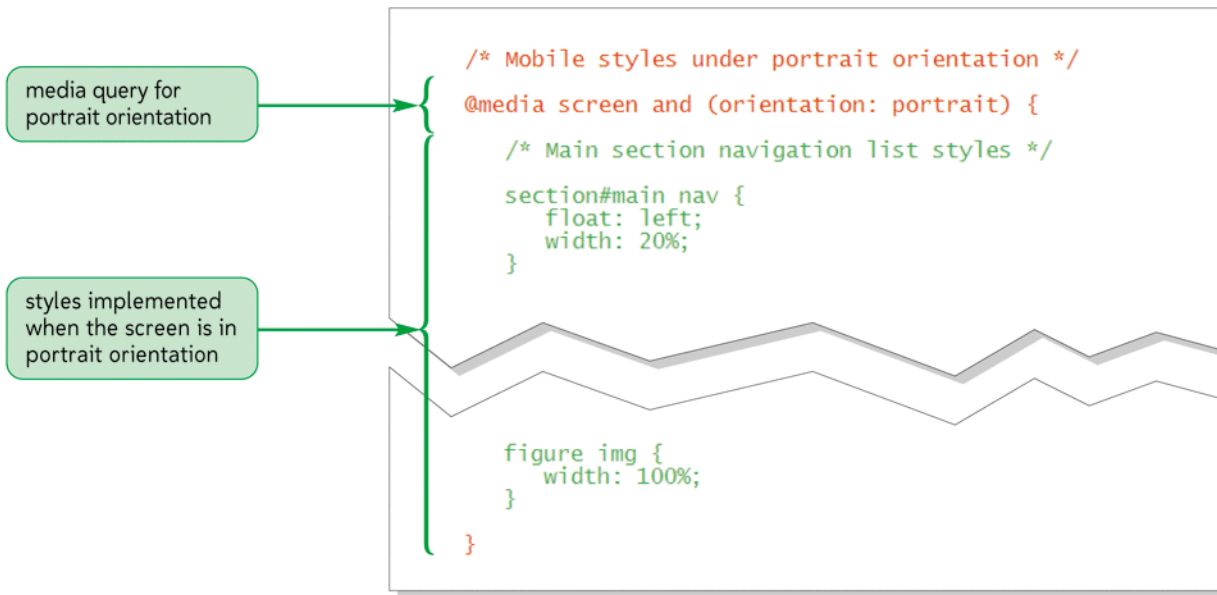 /* Mobile styles under portrait orientation */
media query for
portrait orientation
@media screen and (orientation: portrait) {
/* Main section navigation list styles */
section#main nav {
float: left;
width: 20%;
}
styles implemented
when the screen is in
portrait orientation
figure img {
width: 100%;
}
}